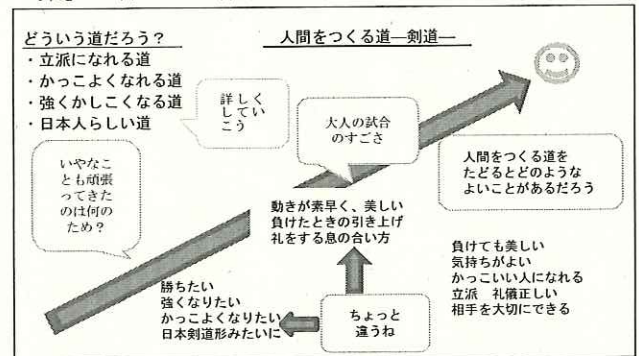 どういう道だろう？
・立派になれる道
・かっこよくなれる道
・強くかしこくなる道
・日本人らしい道
人間をつくる道―剣道―
詳しく
してい
こう
大人の試合
のすごさ
いやなこ
とも頑張
ってきた
のは何の
ため？
人間をつくる道を
たどるとどのような
よいことがあるだろう
動きが素早く、美しい
負けたときの引き上げ
礼をする息の合い方
勝ちたい
強くなりたい
かっこよくなりたい
日本剣道形みたいに
ちょっと
違うね
負けても美しい
気持ちがよい
かっこいい人になれる
立派　礼儀正しい
相手を大切にできる